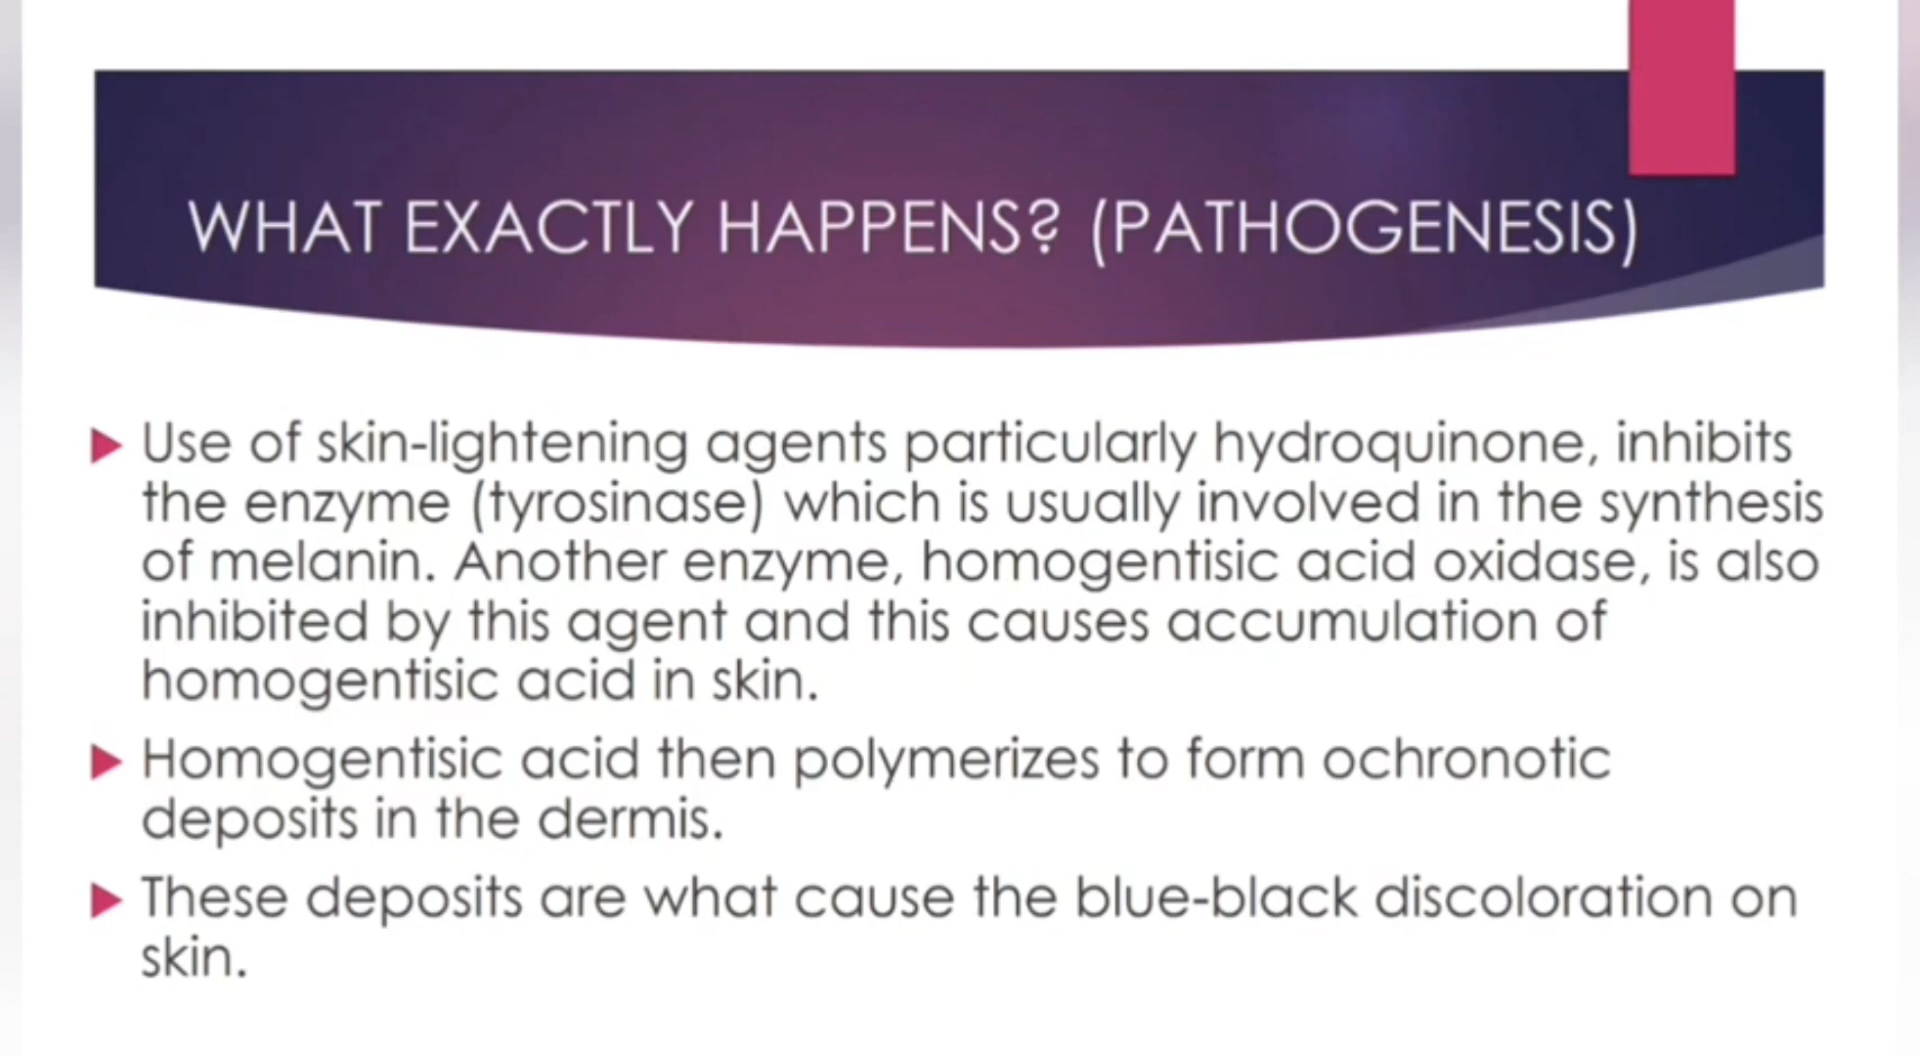 WHAT EXACTLY HAPPENS? (PATHOGENESIS)
Use of skin-lightening agents particularly hydroquinone, inhibits
the enzyme (tyrosinase) which is usually involved in the synthesis
of melanin. Another enzyme, homogentisic acid oxidase, is also
inhibited by this agent and this causes accumulation of
homogentisic acid in skin.
Homogentisic acid then polymerizes to form ochronotic
deposits in the dermis.
These deposits are what cause the blue-black discoloration on
skin.